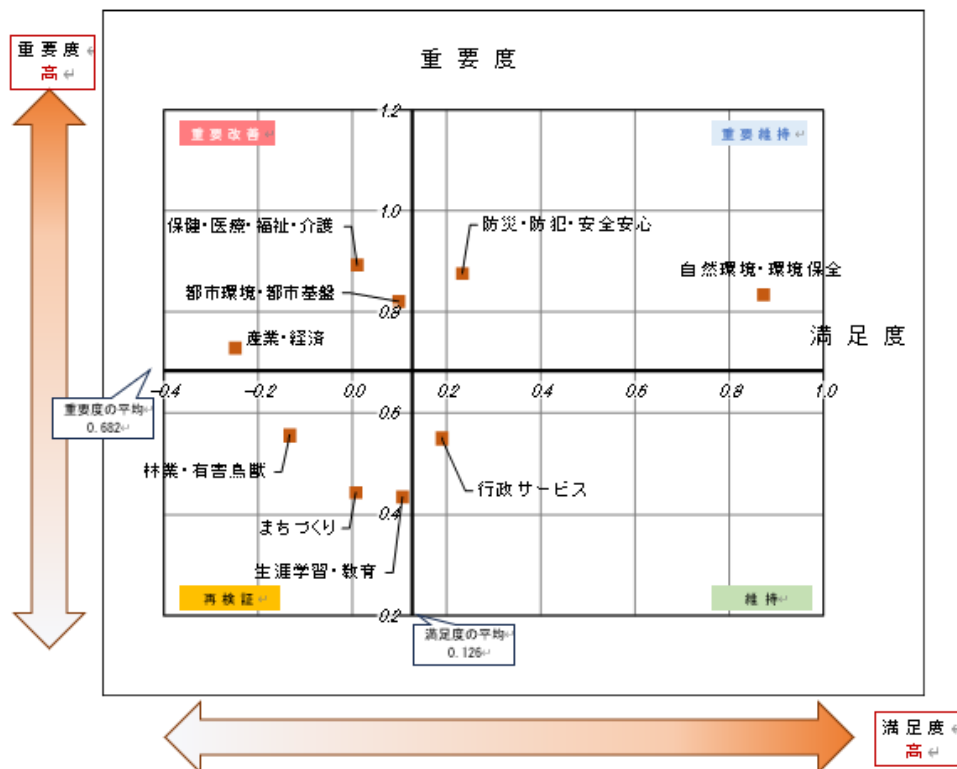 重要度
高
重要度
1.2
重要改善
重要維持
1.0
保健・医療・福祉・介護
防災・防犯・安全安心
自然環境・環境保全
都市環境・都市基盤
0.8
産業・経済
満足度
-0.4
-0.2
0.0
0.2
0.4
0.6
0.8
1.0
重要度の平均
0.682
0.6
林業・有害鳥獣
行政サービス
0.4
まちづくり
生涯学習・教育
再検証
維持
0.2
満足度の平均
0.126
満足度
高